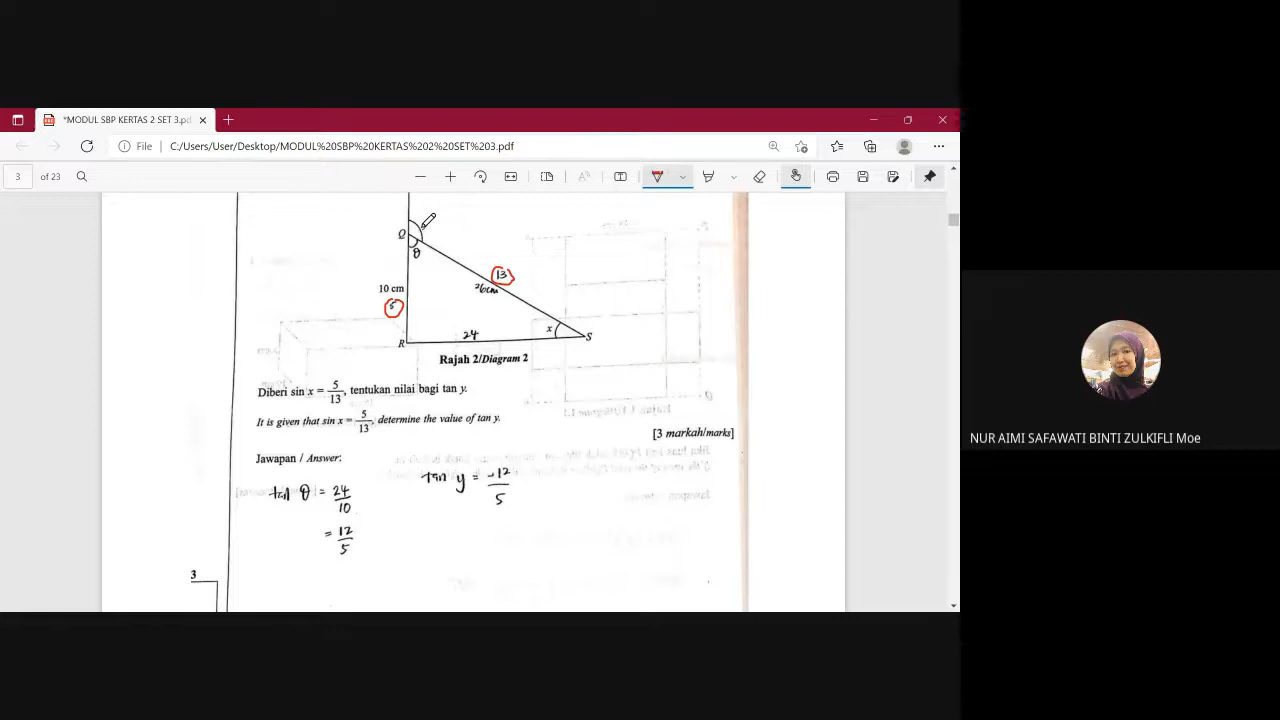 *MODUL SBP KERTAS 2 SET 3.pd
File
C:/Users/User/Desktop/MODUL%20SBP%20KERTAS%202%20SET%203.pdf
3 of 23
Q
θ
13
26cm
10 cm
5
24
x
R
S
Rajah 2/Diagram 2
Diberi sin x = 5/13, tentukan nilai bagi tan y.
It is given that sin x = 5/13, determine the value of tan y.
[3 markah/marks]
Jawapan / Answer:
tan θ = 24/10
= 12/5
tan y = -12/5
3
NUR AIMI SAFAWATI BINTI ZULKIFLI Moe